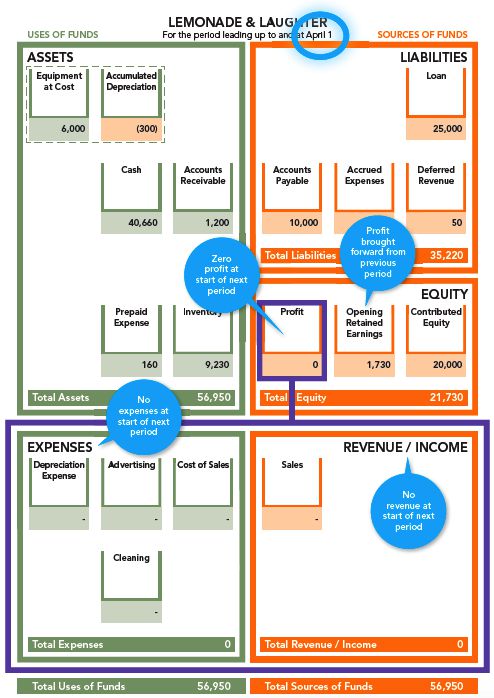 LEMONADE & LAUGHTER
USES OF FUNDS
For the period leading up to and at April 1
SOURCES OF FUNDS
ASSETS
Equipment
at Cost
6,000
Accumulated
Depreciation
(300)
Cash
40,660
Accounts
Receivable
1,200
Prepaid
Expense
160
Inventory
9,230
Total Assets 56,950
LIABILITIES
Loan
25,000
Accounts
Payable
10,000
Accrued
Expenses
Deferred
Revenue
50
Total Liabilities 35,220
Zero
profit at
start of next
period
Profit
brought
forward from
previous
period
EQUITY
Profit
0
Opening
Retained
Earnings
1,730
Contributed
Equity
20,000
Total Equity 21,730
No
expenses at
start of next
period
EXPENSES
Depreciation
Expense
-
Advertising
-
Cost of Sales
-
Cleaning
-
Total Expenses 0
REVENUE / INCOME
Sales
-
No
revenue at
start of next
period
Total Revenue / Income 0
Total Uses of Funds 56,950
Total Sources of Funds 56,950